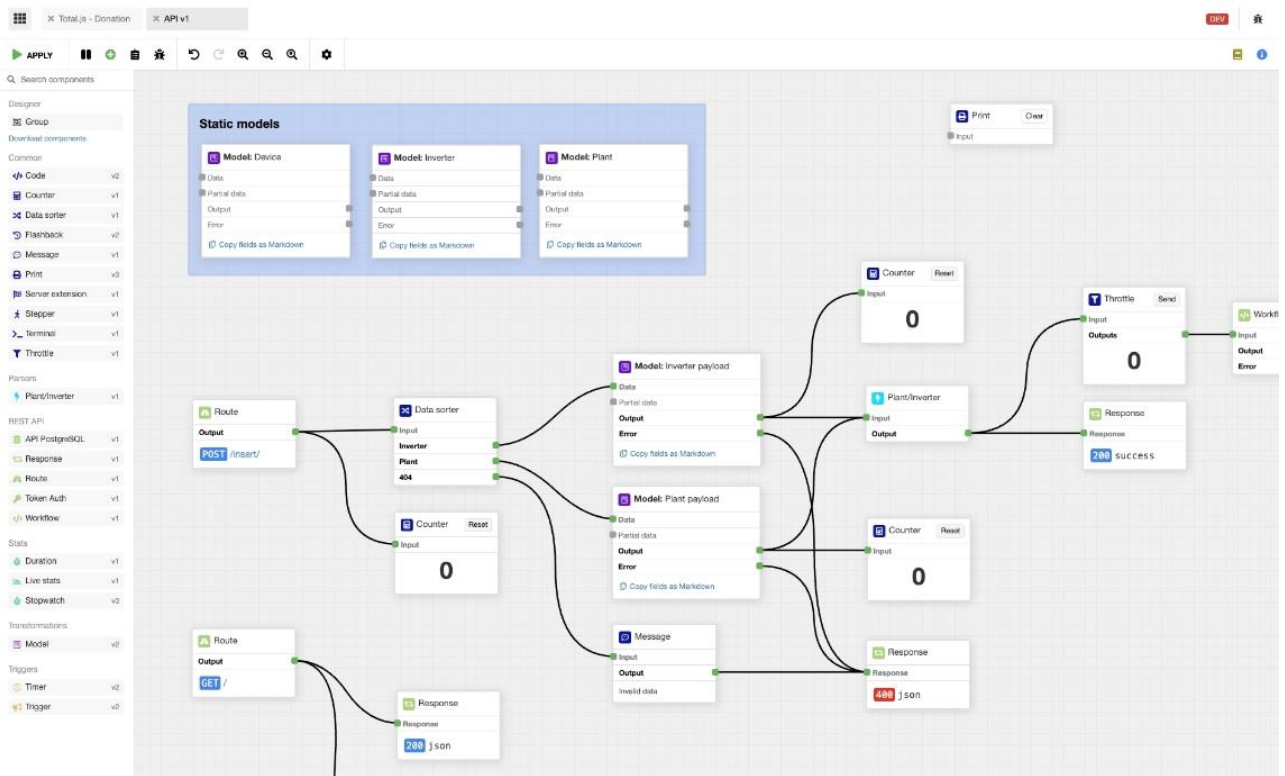 Total.js - Donation
API v1
DEV
APPLY
Search components
Designer
Group
Download components
Common
Code v2
Counter v1
Data sorter v1
Flashback v2
Message v1
Print v3
Server extension v1
Stepper v1
Terminal v1
Throttle v1
Parsers
Plant/Inverter v1
REST API
API PostgreSQL v1
Response v1
Route v1
Token Auth v1
Workflow v1
Stats
Duration v1
Live stats v1
Stopwatch v3
Transformations
Model v2
Triggers
Timer v2
Trigger v2
Static models
Model: Device
Data
Partial data
Output
Error
Copy fields as Markdown
Model: Inverter
Data
Partial data
Output
Error
Copy fields as Markdown
Model: Plant
Data
Partial data
Output
Error
Copy fields as Markdown
Print Clear
Input
Route
Output
POST /insert/
Data sorter
Input
Inverter
Plant
404
Counter Reset
Input
0
Model: Inverter payload
Data
Partial data
Output
Error
Copy fields as Markdown
Model: Plant payload
Data
Partial data
Output
Error
Copy fields as Markdown
Message
Input
Output
Invalid data
Counter Reset
Input
0
Plant/Inverter
Input
Output
Counter Reset
Input
0
Response
Response
400 json
Throttle Send
Input
Outputs
0
Response
Response
200 success
Workfl
Input
Output
Error
Route
Output
GET /
Response
Response
200 json